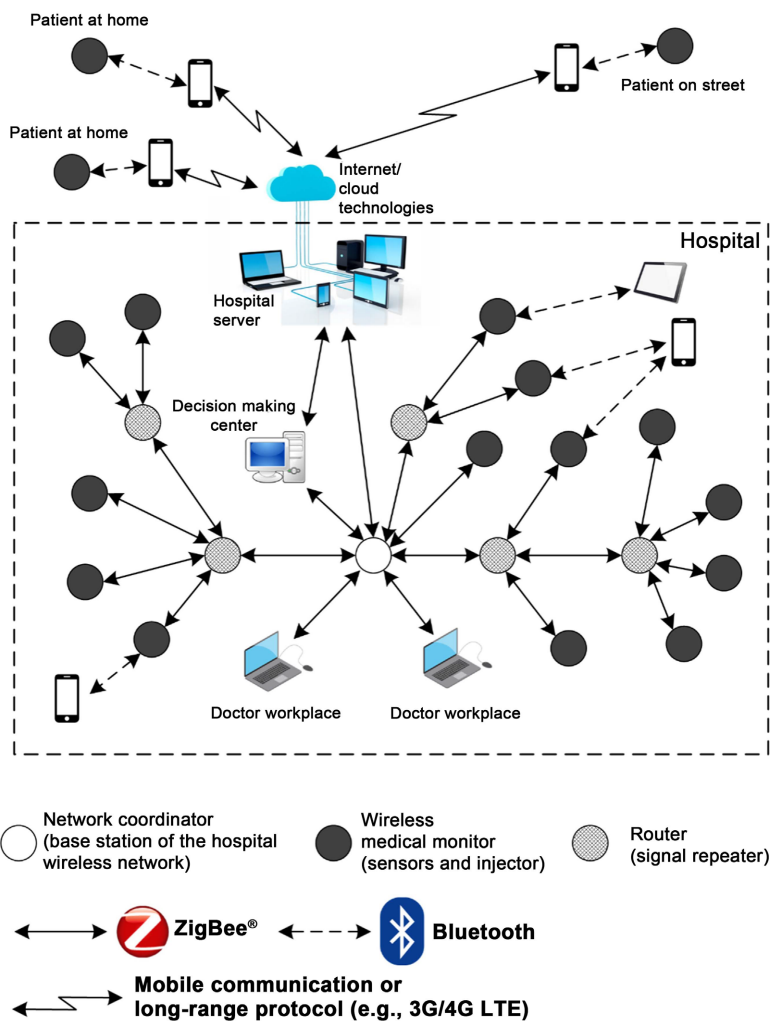 Patient at home
Patient on street
Patient at home
Internet/
cloud
technologies
Hospital
Hospital
server
Decision making
center
Doctor workplace
Doctor workplace
Network coordinator
(base station of the hospital
wireless network)
Wireless
medical monitor
(sensors and injector)
Router
(signal repeater)
ZigBee®
Bluetooth
Mobile communication or
long-range protocol (e.g., 3G/4G LTE)